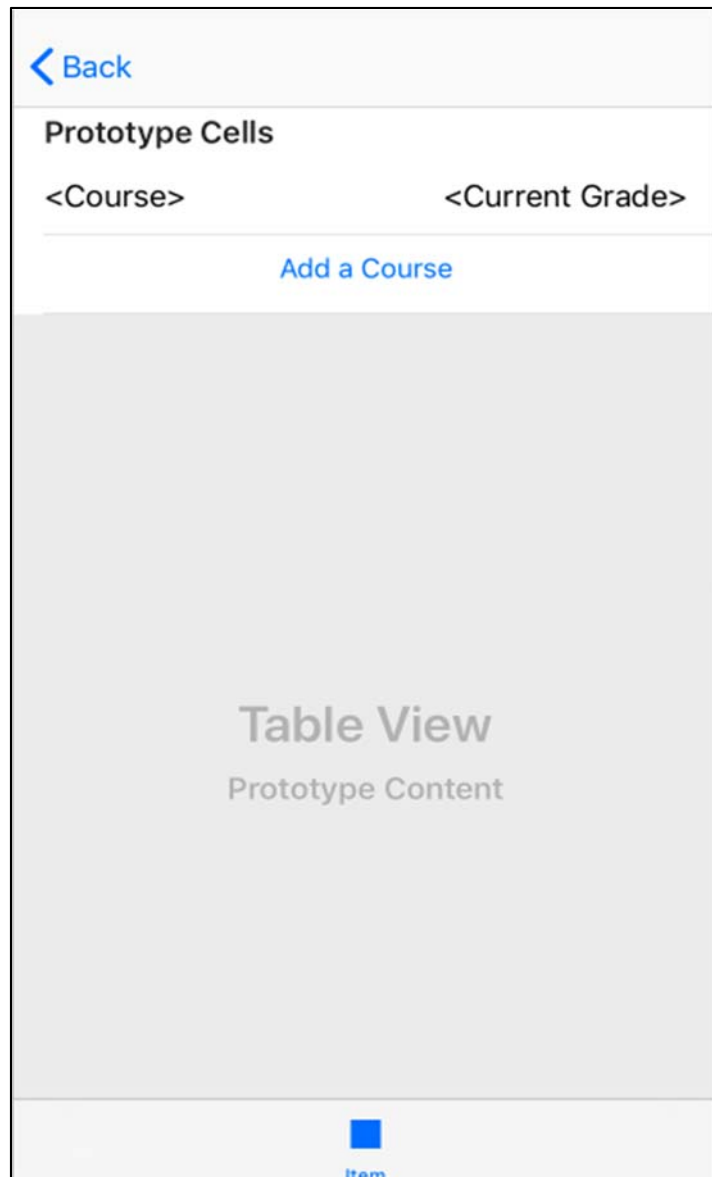 Back
Prototype Cells
<Course> <Current Grade>
Add a Course
Table View
Prototype Content
Item